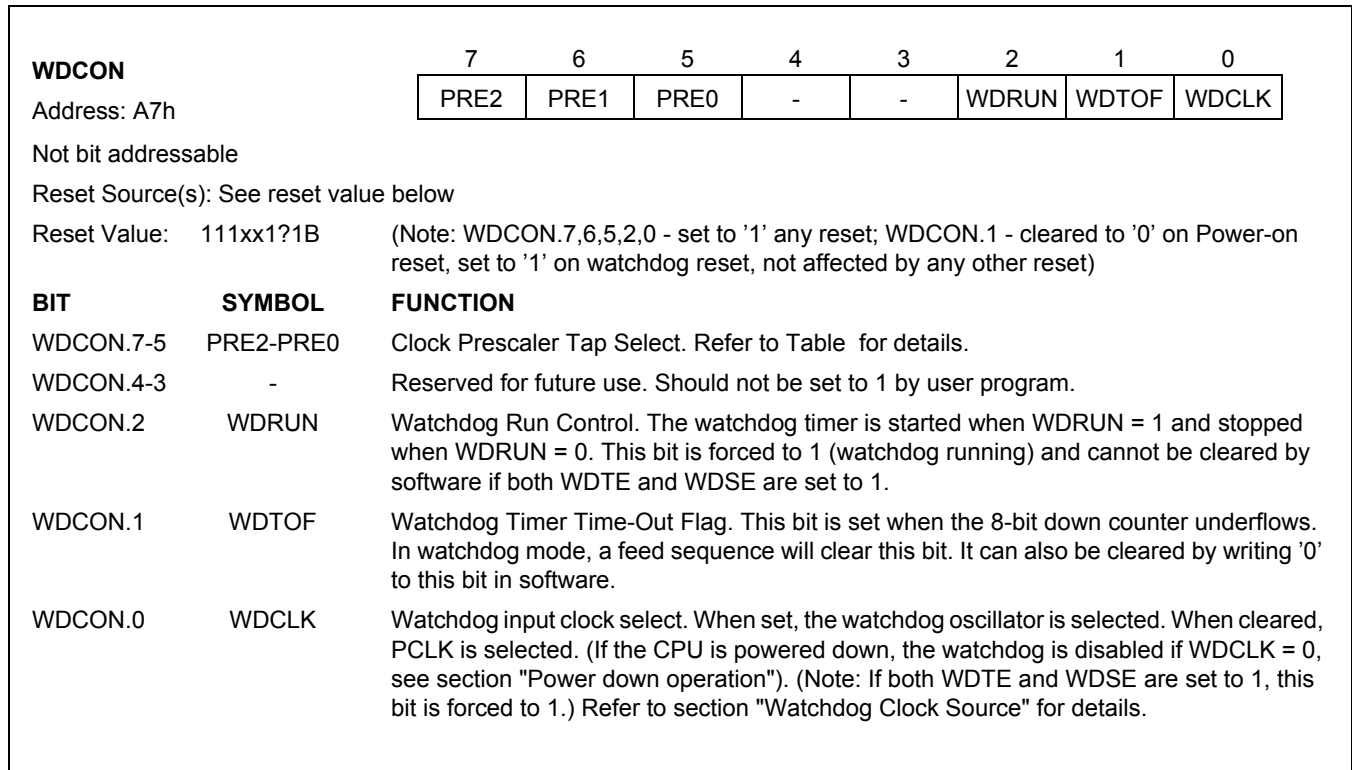 WDCON
7 6 5 4 3 2 1 0
Address: A7h
PRE2 PRE1 PRE0 - - WDRUN WDTOF WDCLK
Not bit addressable
Reset Source(s): See reset value below
Reset Value: 111xx1?1B (Note: WDCON.7,6,5,2,0 - set to '1' any reset; WDCON.1 - cleared to '0' on Power-on
reset, set to '1' on watchdog reset, not affected by any other reset)
BIT SYMBOL FUNCTION
WDCON.7-5 PRE2-PRE0 Clock Prescaler Tap Select. Refer to Table for details.
WDCON.4-3 - Reserved for future use. Should not be set to 1 by user program.
WDCON.2 WDRUN Watchdog Run Control. The watchdog timer is started when WDRUN = 1 and stopped
when WDRUN = 0. This bit is forced to 1 (watchdog running) and cannot be cleared by
software if both WDTE and WDSE are set to 1.
WDCON.1 WDTOF Watchdog Timer Time-Out Flag. This bit is set when the 8-bit down counter underflows.
In watchdog mode, a feed sequence will clear this bit. It can also be cleared by writing '0'
to this bit in software.
WDCON.0 WDCLK Watchdog input clock select. When set, the watchdog oscillator is selected. When cleared,
PCLK is selected. (If the CPU is powered down, the watchdog is disabled if WDCLK = 0,
see section "Power down operation"). (Note: If both WDTE and WDSE are set to 1, this
bit is forced to 1.) Refer to section "Watchdog Clock Source" for details.